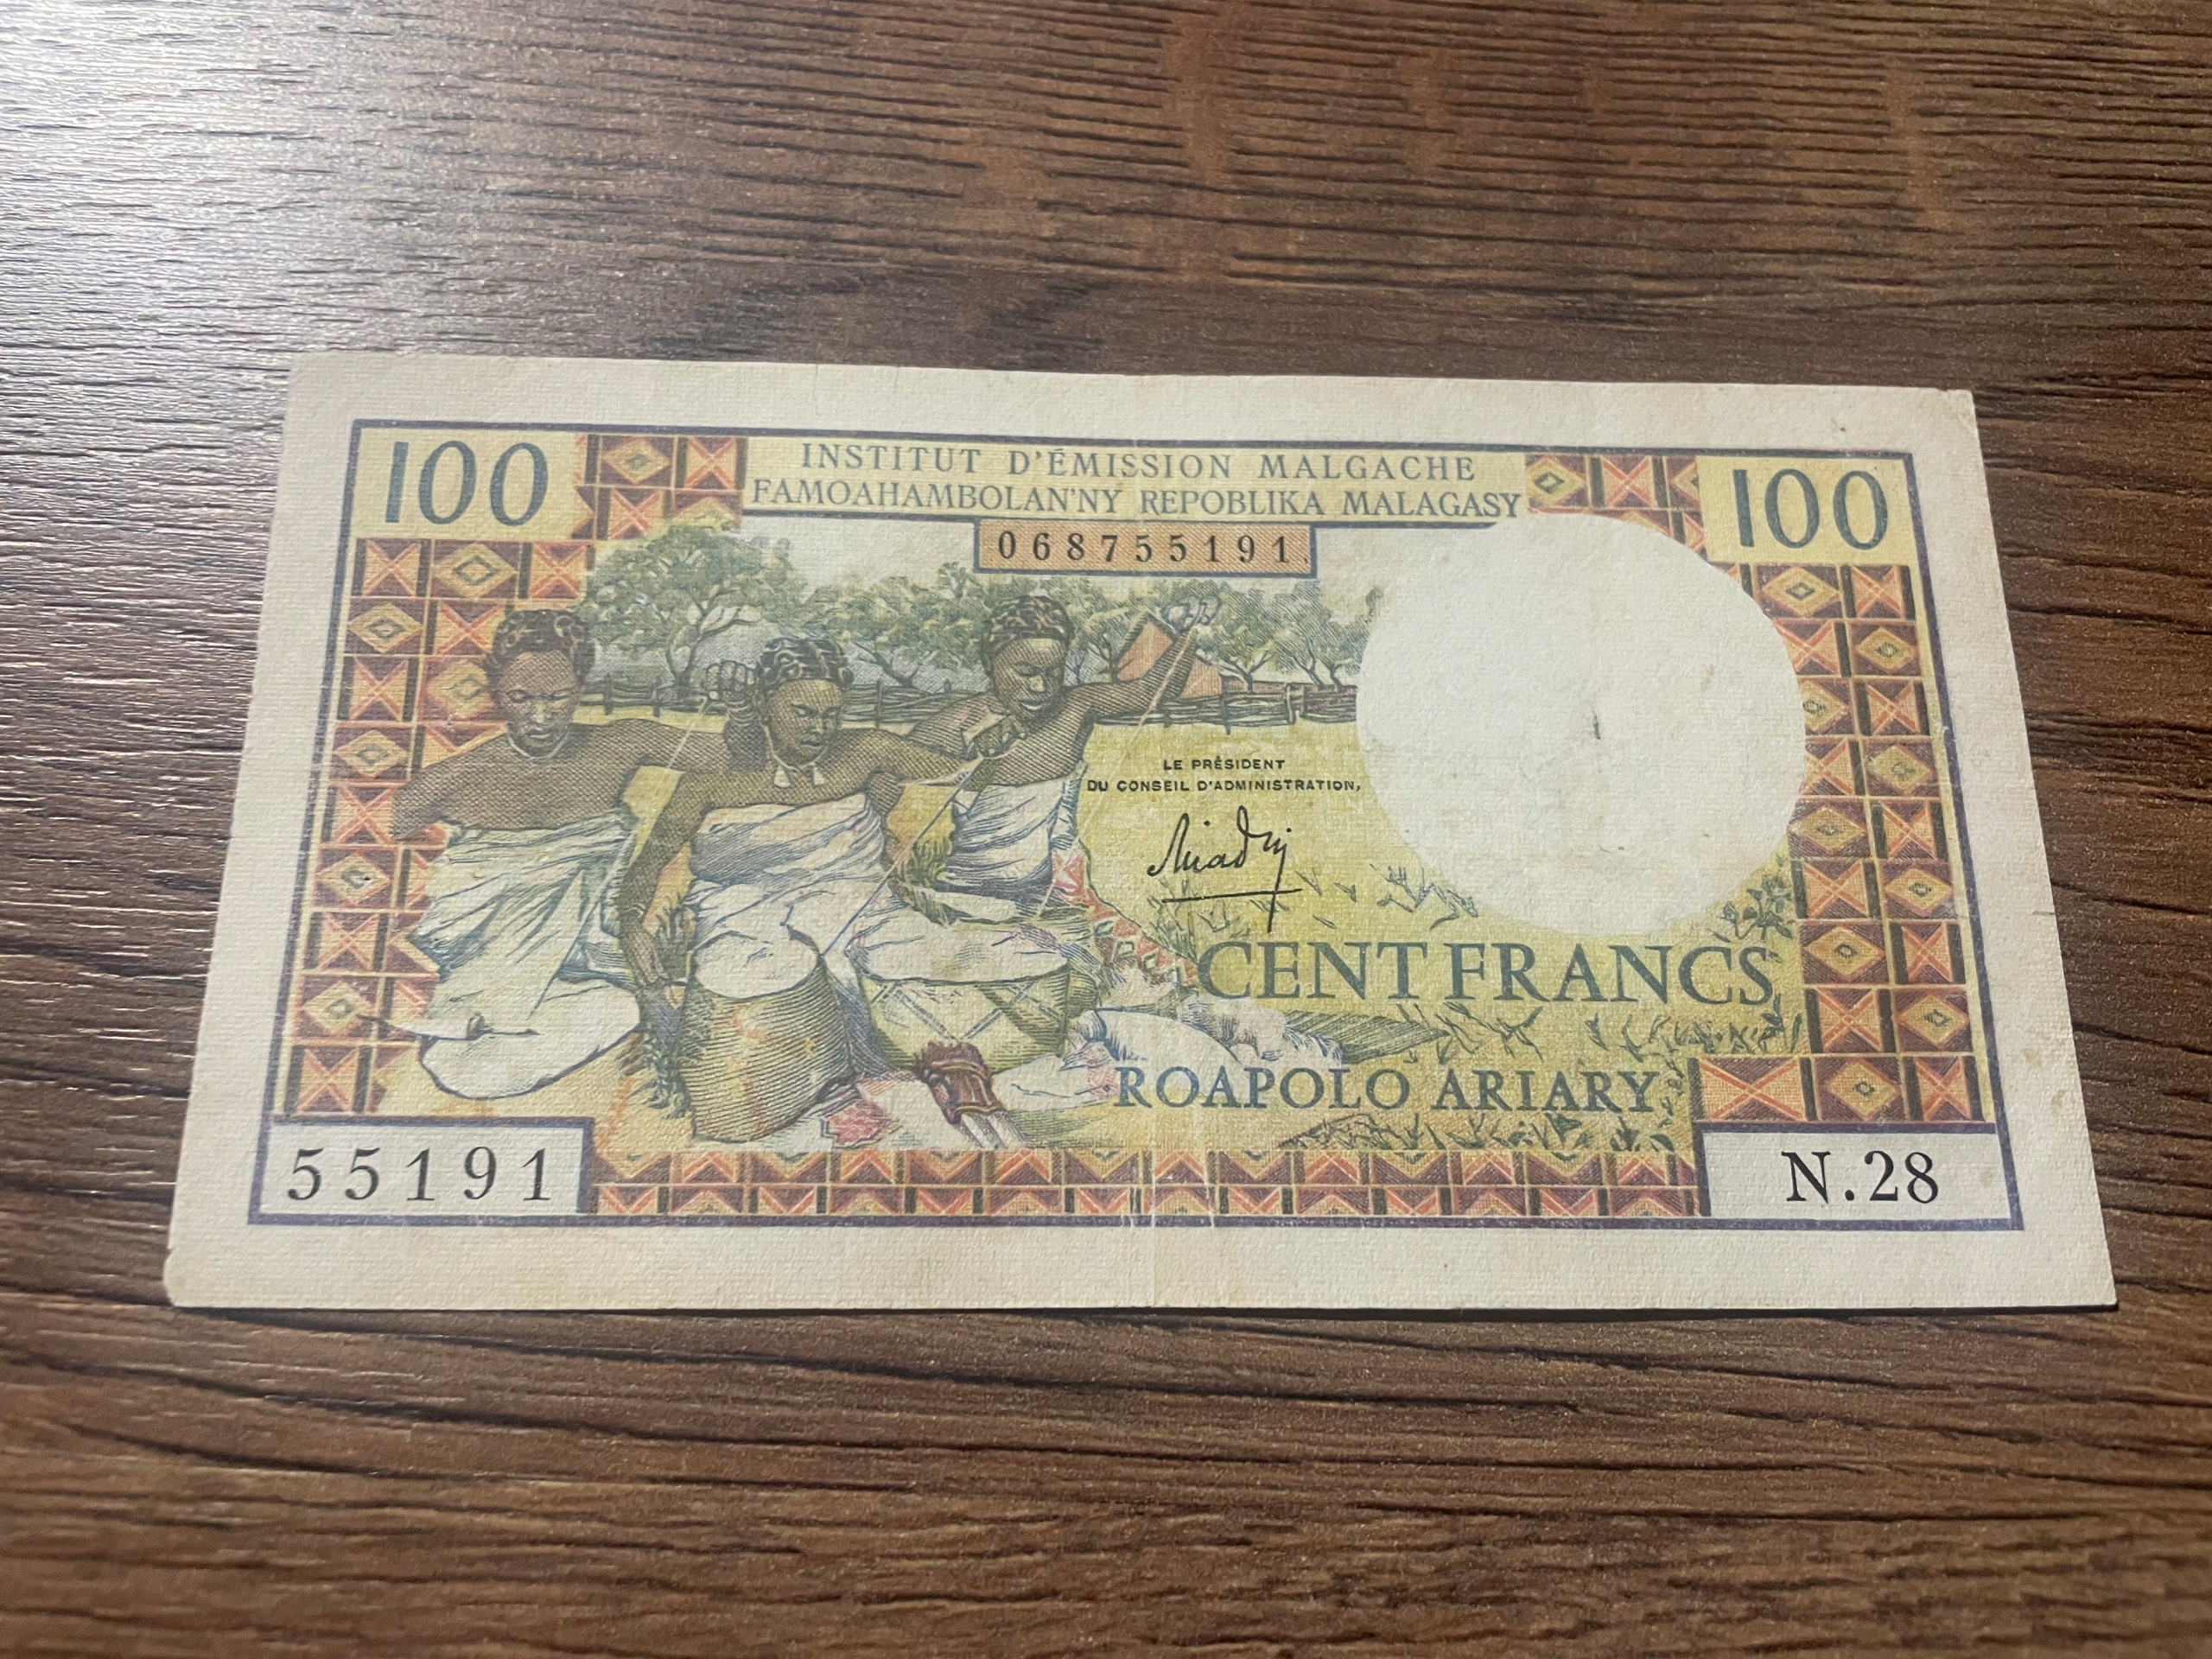 100
INSTITUT D'ÉMISSION MALGACHE
FAMOAHAMBOLAN'NY REPOBLIKA MALAGASY
100
068755191
LE PRÉSIDENT
DU CONSEIL D'ADMINISTRATION,
CENT FRANCS
ROAPOLO ARIARY
55191
N.28